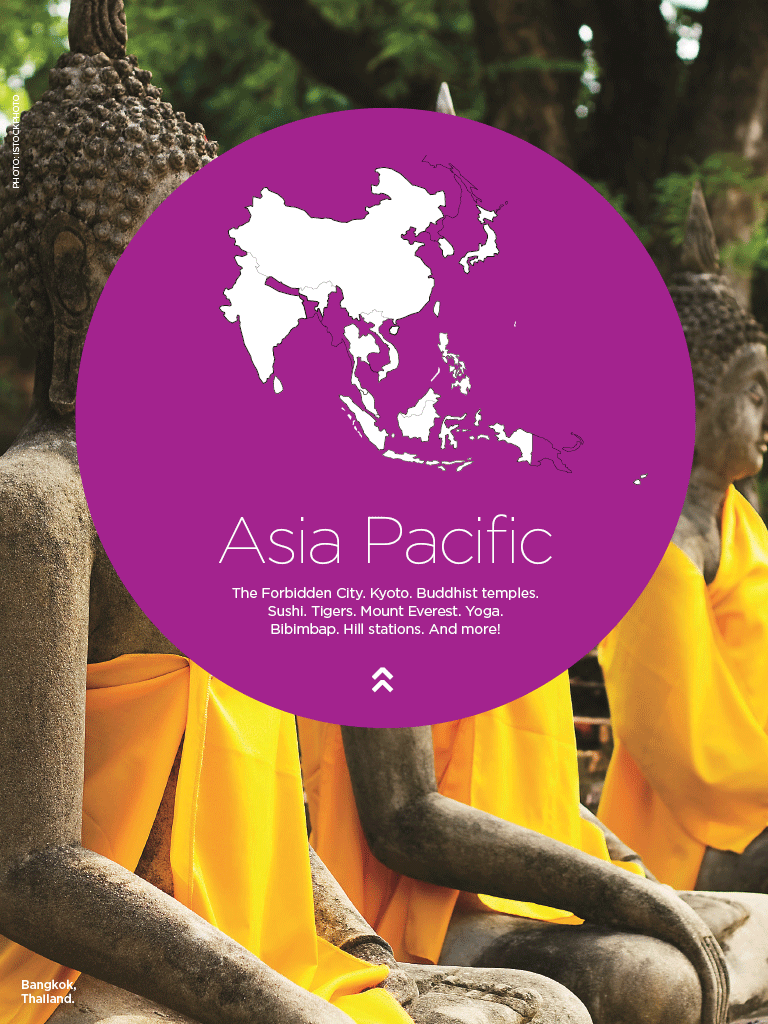 PHOTO: ISTOCKPHOTO
Asia Pacific
The Forbidden City. Kyoto. Buddhist temples.
Sushi. Tigers. Mount Everest. Yoga.
Bibimbap. Hill stations. And more!
Bangkok,
Thailand.